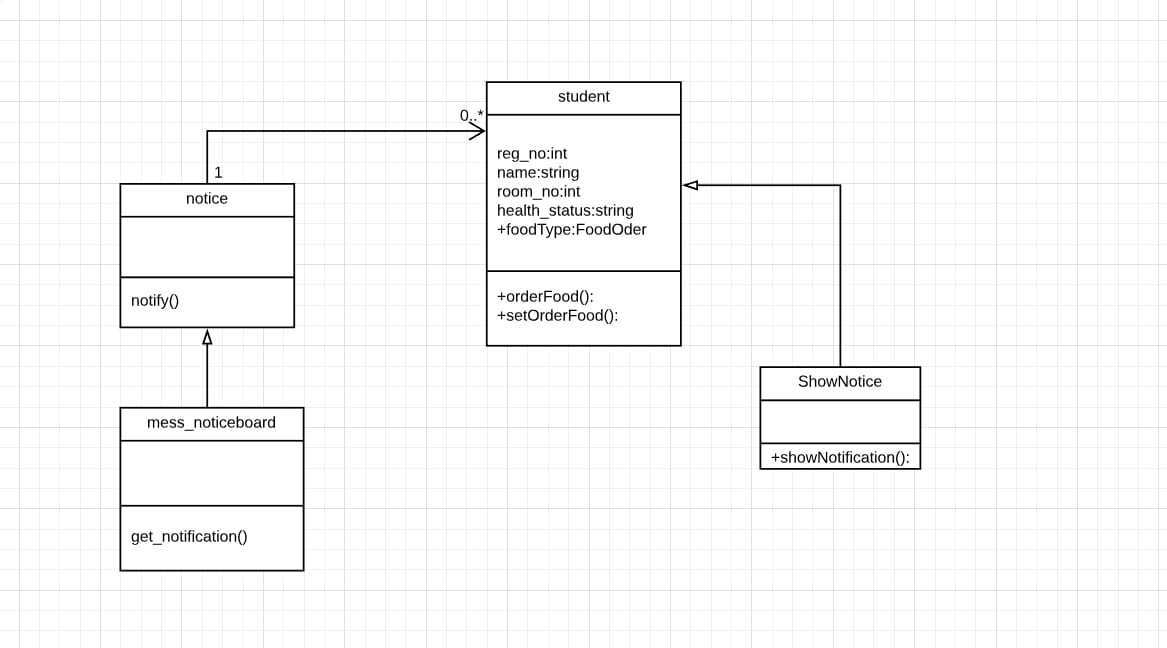 student
0..*
reg_no:int
name:string
room_no:int
health_status:string
+foodType:FoodOder
+orderFood():
+setOrderFood():
1
notice
notify()
mess_noticeboard
get_notification()
ShowNotice
+showNotification():